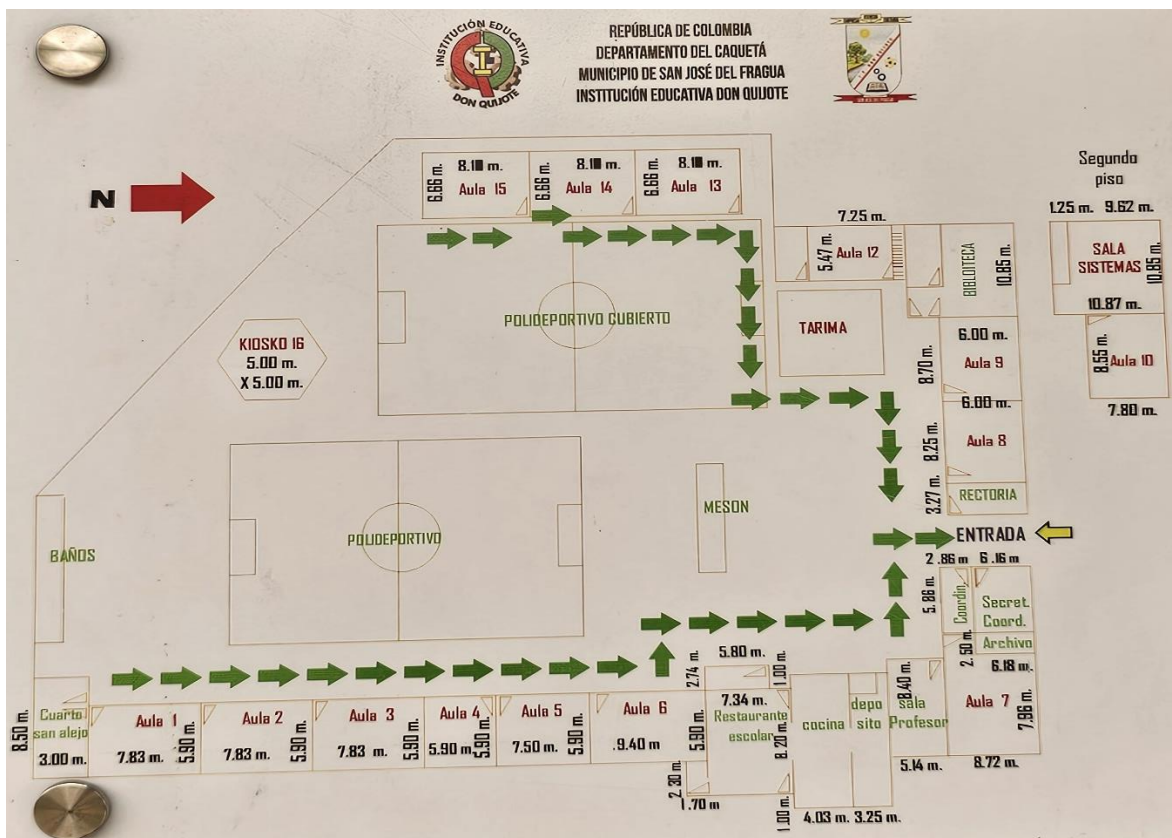 INSTITUCIÓN EDUCATIVA
DON QUIJOTE
REPÚBLICA DE COLOMBIA
DEPARTAMENTO DEL CAQUETÁ
MUNICIPIO DE SAN JOSÉ DEL FRAGUA
INSTITUCIÓN EDUCATIVA DON QUIJOTE
N
6.66 m.
8.10 m.
Aula 15
6.66 m.
8.10 m.
Aula 14
6.66 m.
8.10 m.
Aula 13
7.25 m.
5.47 m.
Aula 12
BIBLOITECA
10.85 m.
Segundo
piso
1.25 m. 9.62 m.
SALA
SISTEMAS
10.85 m.
10.87 m.
8.55 m.
Aula 10
7.80 m.
POLIDEPORTIVO CUBIERTO
TARIMA
KIOSKO 16
5.00 m.
X 5.00 m.
6.00 m.
8.70 m.
Aula 9
6.00 m.
8.25 m.
Aula 8
3.27 m.
RECTORIA
BAÑOS
POLIDEPORTIVO
MESON
ENTRADA
2 .86 m 6.16 m
5.86 m.
Coordin.
Secret.
Coord.
Archivo
2.50 m.
6.18 m.
8.50 m.
Cuarto
san alejo
3.00 m.
Aula 1
7.83 m.
5.90 m.
Aula 2
7.83 m.
5.90 m.
Aula 3
7.83 m.
5.90 m.
Aula 4
5.90 m.
5.90 m.
Aula 5
7.50 m.
5.90 m.
Aula 6
.9.40 m
5.90 m.
2.74 m.
5.80 m.
1.00 m.
7.34 m.
Restaurante
escolar
8.20 m.
2.30 m.
1.70 m
1.00 m.
cocina
depo
sito
4.03 m. 3.25 m.
8.40 m.
sala
Profesor
5.14 m.
Aula 7
7.96 m.
8.72 m.